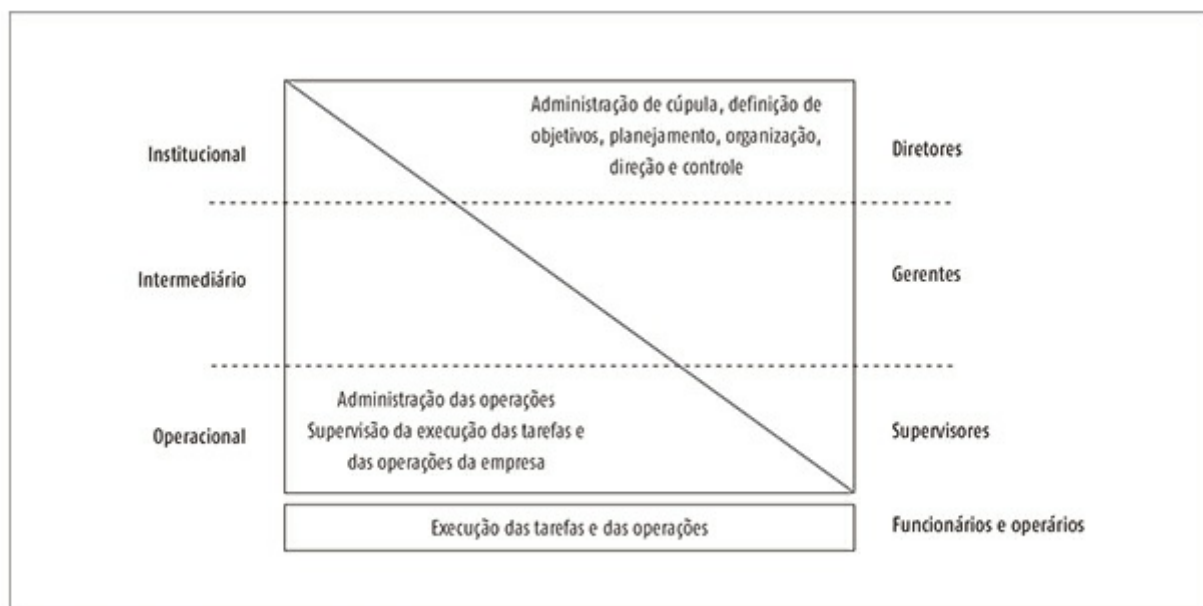 Administração de cúpula, definição de
objetivos, planejamento, organização,
direção e controle
Institucional
Diretores
Intermediário
Gerentes
Administração das operações
Supervisão da execução das tarefas e
das operações da empresa
Operacional
Supervisores
Execução das tarefas e das operações
Funcionários e operários